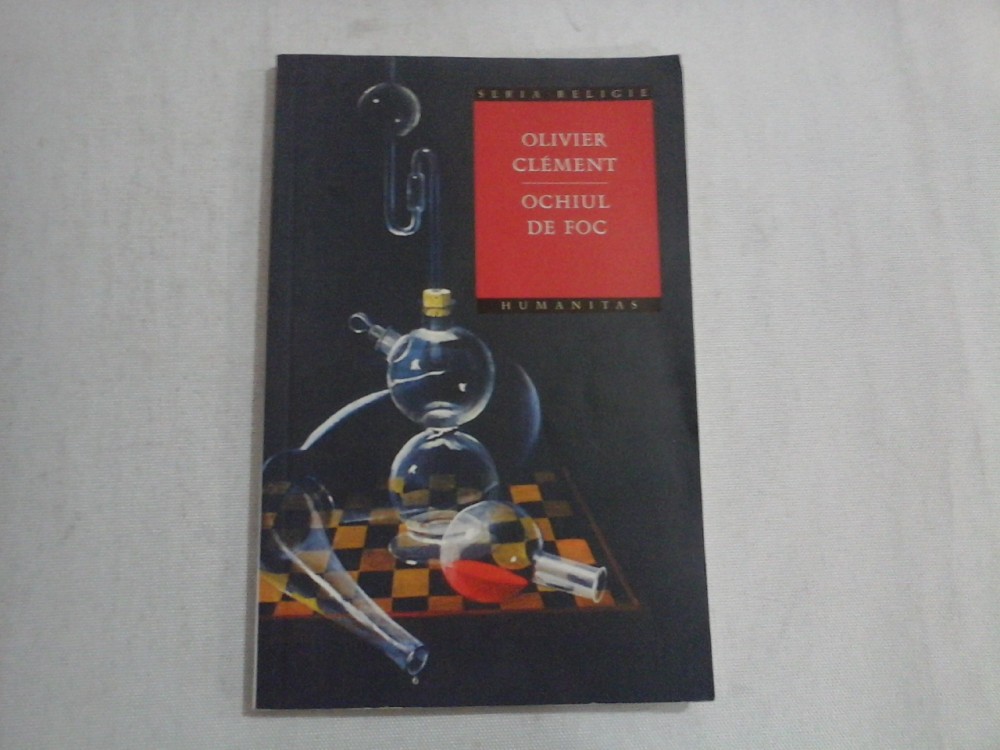 SERIA RELIGIE
OLIVIER
CLÉMENT
OCHIUL
DE FOC
HUMANITAS